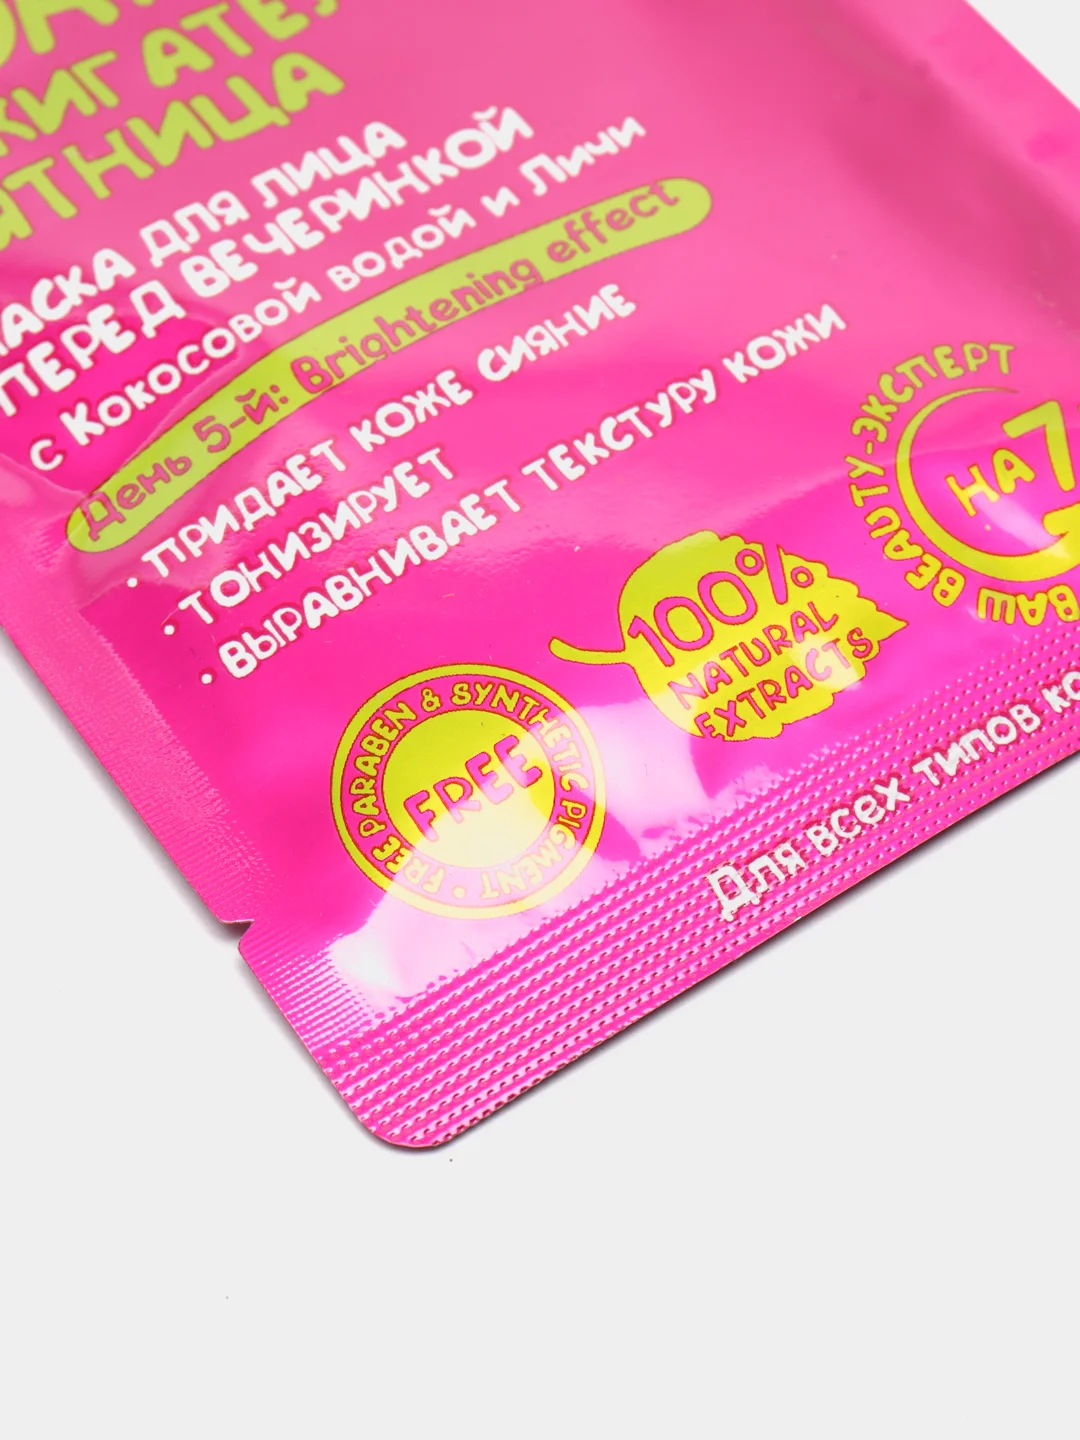 ПЯТНИЦА
МАСКА ДЛЯ ЛИЦА
ПЕРЕД ВЕЧЕРИНКОЙ
с Кокосовой водой и Личи
День 5-й: Brightening effect
· ПРИДАЕТ КОЖЕ СИЯНИЕ
· ТОНИЗИРУЕТ
· ВЫРАВНИВАЕТ ТЕКСТУРУ КОЖИ
ВАШ BEAUTY-ЭКСПЕРТ
НА 7
100%
NATURAL
EXTRACTS
FREE PARABEN & SYNTHETIC PIGMENT ·
FREE
Для всех типов